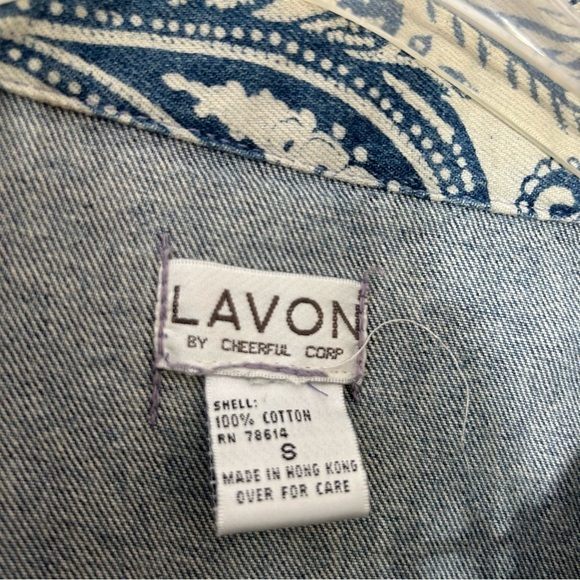 LAVON
BY CHEERFUL CORP
SHELL:
100% COTTON
RN 78614
S
MADE IN HONG KONG
OVER FOR CARE